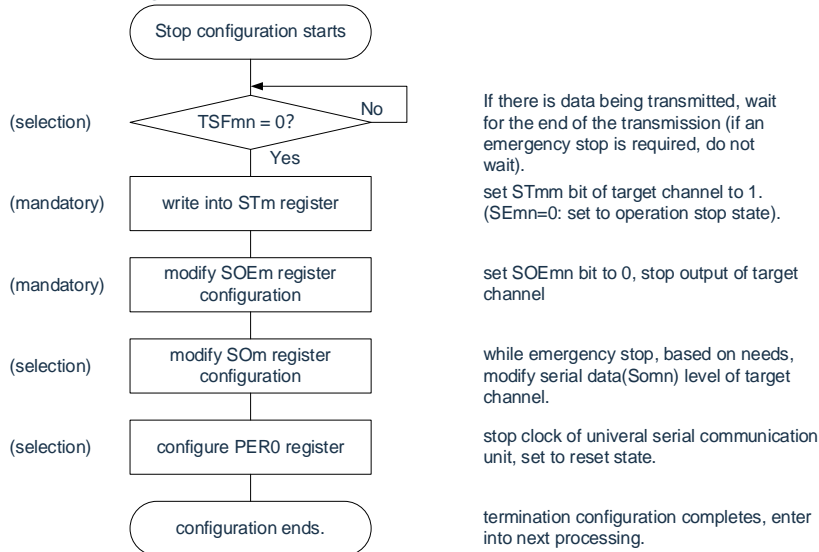 Stop configuration starts
No
If there is data being transmitted, wait
for the end of the transmission (if an
emergency stop is required, do not
wait).
(selection)
TSFmn = 0?
Yes
(mandatory)
write into STm register
set STmm bit of target channel to 1.
(SEmn=0: set to operation stop state).
(mandatory)
modify SOEm register
configuration
set SOEmn bit to 0, stop output of target
channel
(selection)
modify SOm register
configuration
while emergency stop, based on needs,
modify serial data(Somn) level of target
channel.
(selection)
configure PER0 register
stop clock of univeral serial communication
unit, set to reset state.
configuration ends.
termination configuration completes, enter
into next processing.